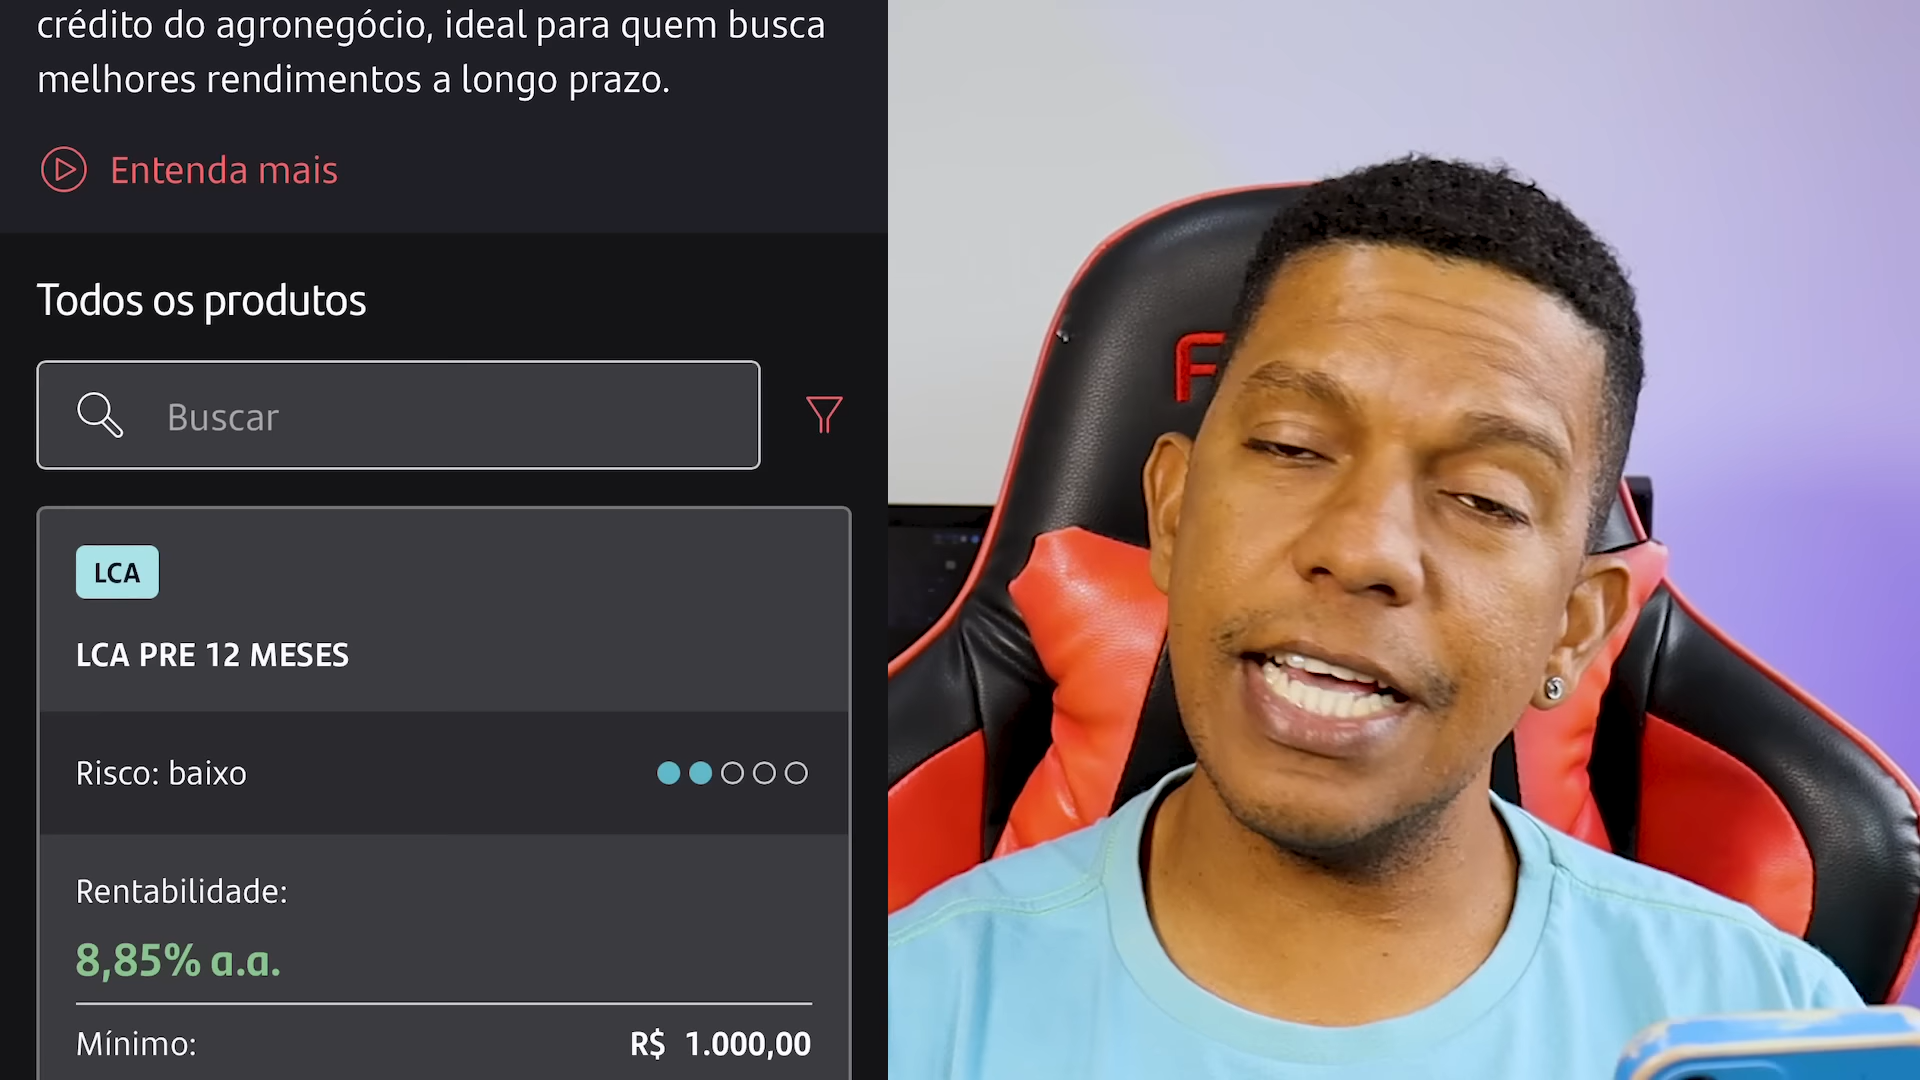 crédito do agronegócio, ideal para quem busca
melhores rendimentos a longo prazo.
Entenda mais
Todos os produtos
Buscar
LCA
LCA PRE 12 MESES
Risco: baixo
Rentabilidade:
8,85% a.a.
Mínimo: R$ 1.000,00
F